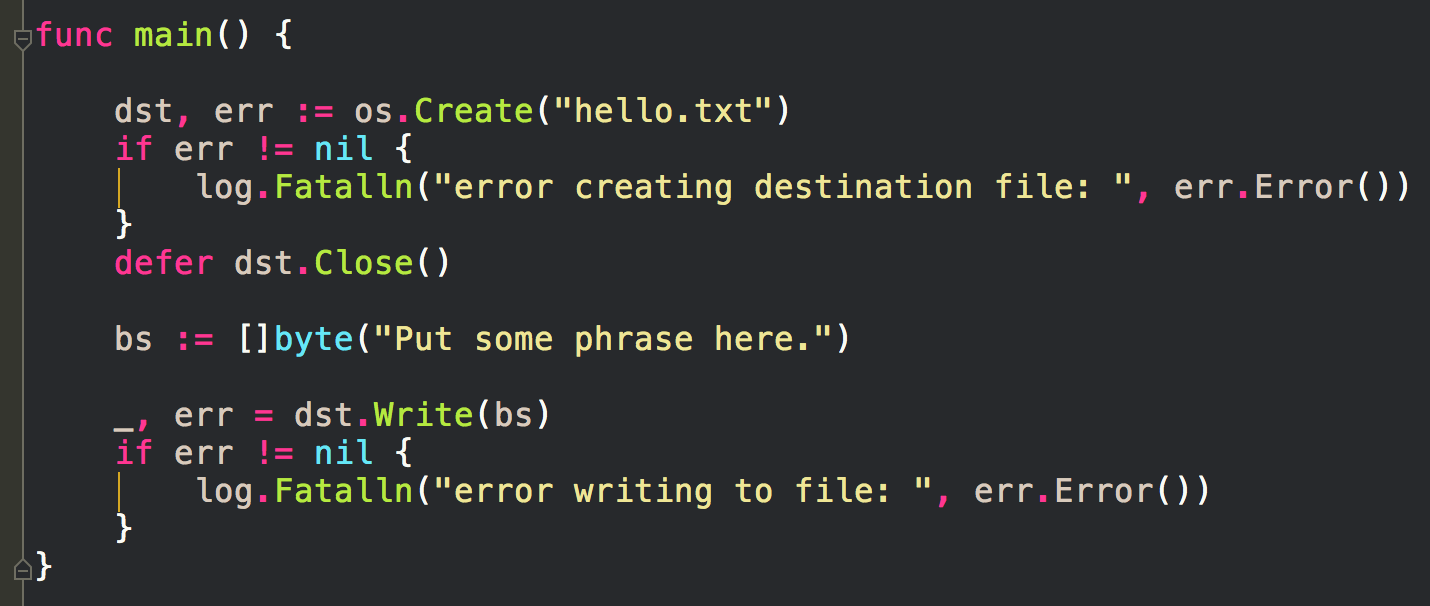 func main() {
    dst, err := os.Create("hello.txt")
    if err != nil {
        log.Fatalln("error creating destination file: ", err.Error())
    }
    defer dst.Close()
    bs := []byte("Put some phrase here.")
    _, err = dst.Write(bs)
    if err != nil {
        log.Fatalln("error writing to file: ", err.Error())
    }
}